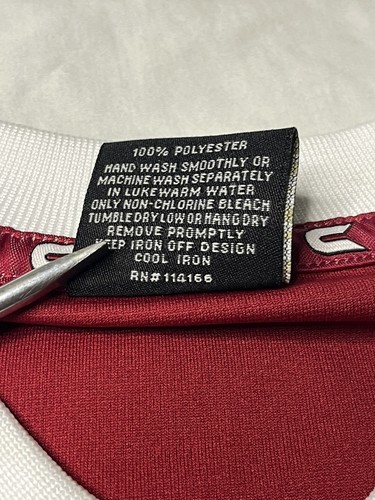 100% POLYESTER
HAND WASH SMOOTHLY OR
MACHINE WASH SEPARATELY
IN LUKEWARM WATER
ONLY NON-CHLORINE BLEACH
TUMBLE DRY LOW OR HANG DRY
REMOVE PROMPTLY
KEEP IRON OFF DESIGN
COOL IRON
RN#114166